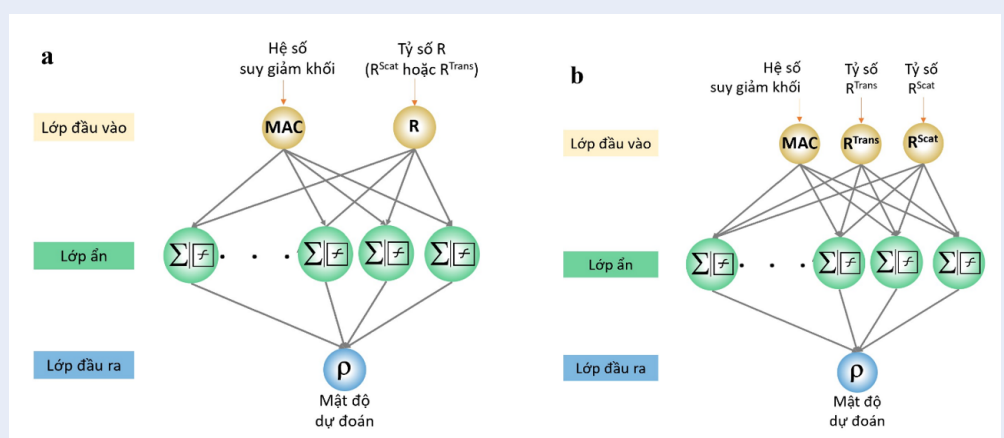 a
Hệ số
suy giảm khối
Tỷ số R
(R^Scat hoặc R^Trans)
Lớp đầu vào
MAC
R
Lớp ẩn
Σ|⌿ . . . Σ|⌿ Σ|⌿ Σ|⌿
Lớp đầu ra
ρ
Mật độ
dự đoán
b
Hệ số
suy giảm khối
Tỷ số
R^Trans
Tỷ số
R^Scat
Lớp đầu vào
MAC
R^Trans
R^Scat
Lớp ẩn
Σ|⌿ . . . Σ|⌿ Σ|⌿ Σ|⌿
Lớp đầu ra
ρ
Mật độ
dự đoán